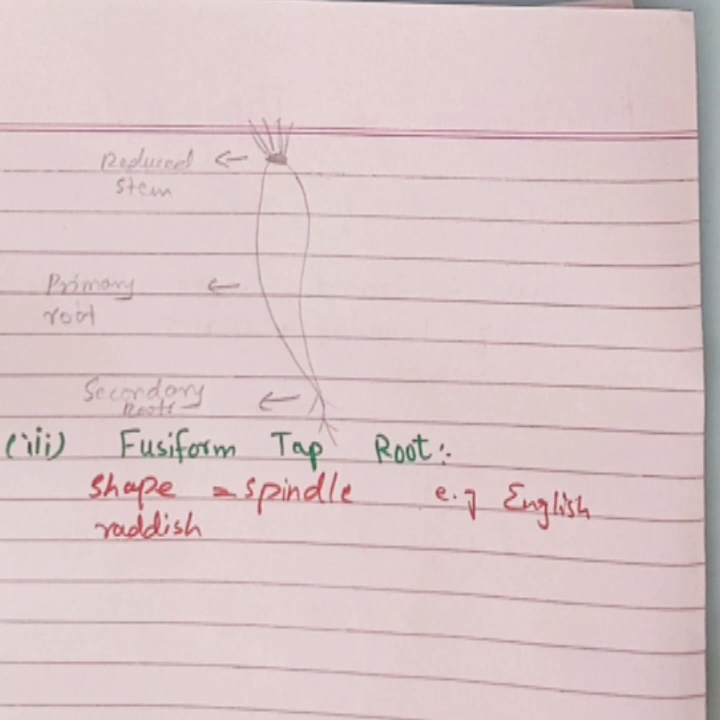 Reduced
stem
Primary
root
Secondary
Roots
(iii) Fusiform Tap Root:
shape = spindle e.g English
raddish